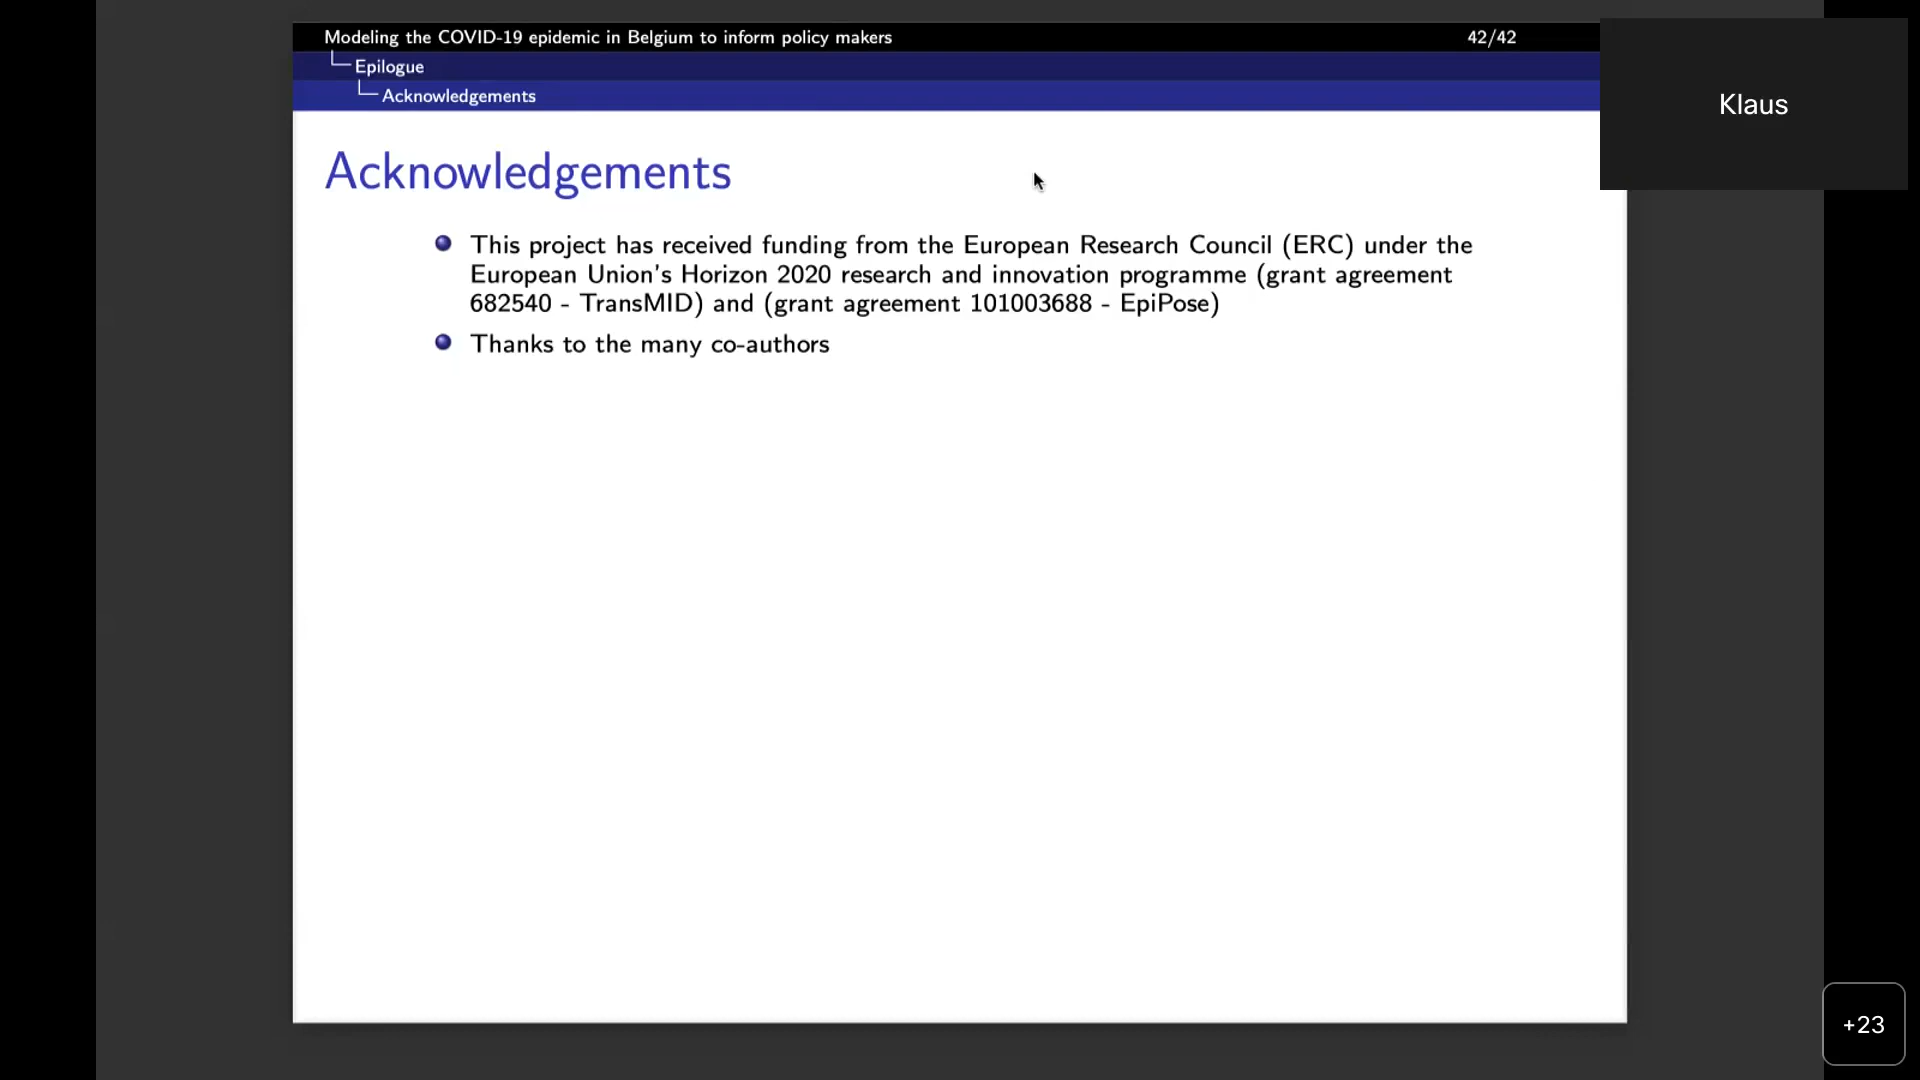 Modeling the COVID-19 epidemic in Belgium to inform policy makers 42/42
Epilogue
Acknowledgements
Klaus
Acknowledgements
This project has received funding from the European Research Council (ERC) under the
European Union's Horizon 2020 research and innovation programme (grant agreement
682540 - TransMID) and (grant agreement 101003688 - EpiPose)
Thanks to the many co-authors
+23